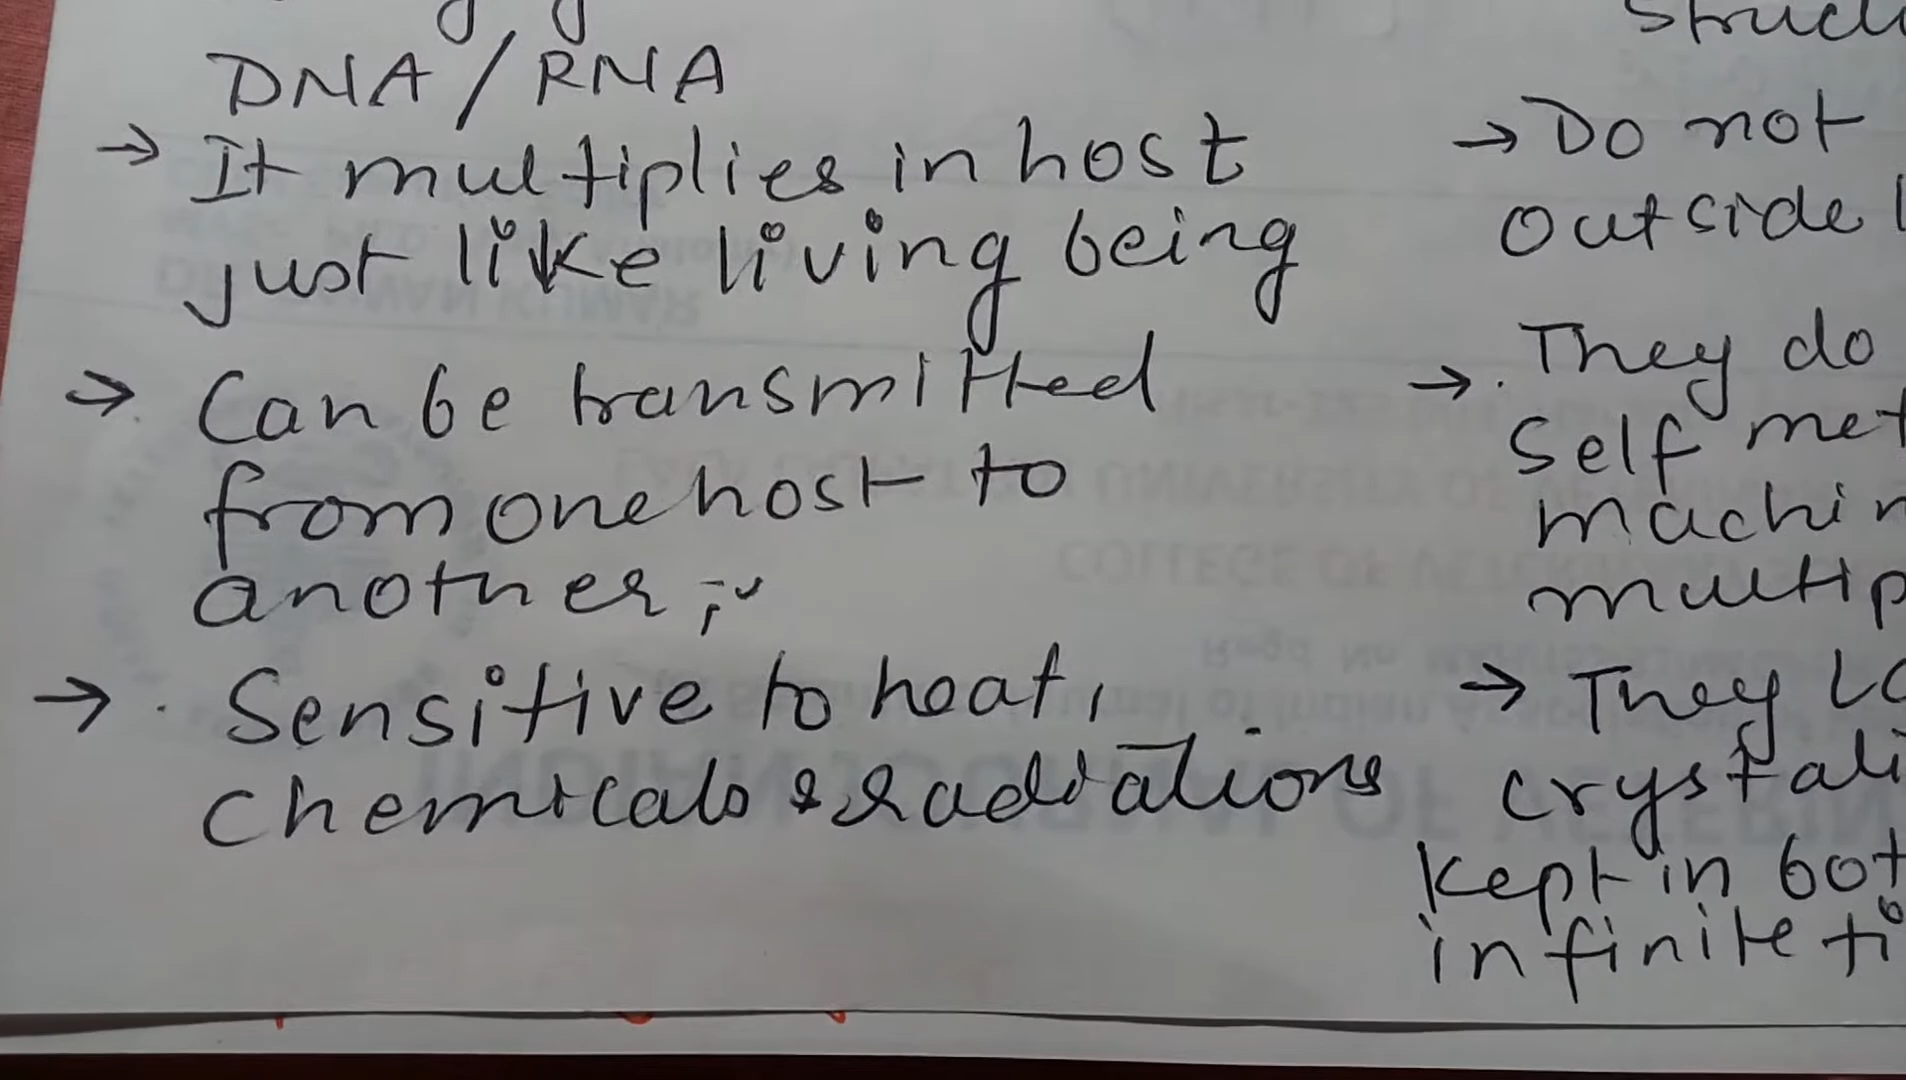 DNA/RNA
→ It multiplies in host
just like living being
→ Can be transmitted
from one host to
another ;
→ Sensitive to heat,
chemicals & radiations
→ Do not
outside
→ They do
self met
machin
multip
→ They
crystali
kept in bot
infinite ti